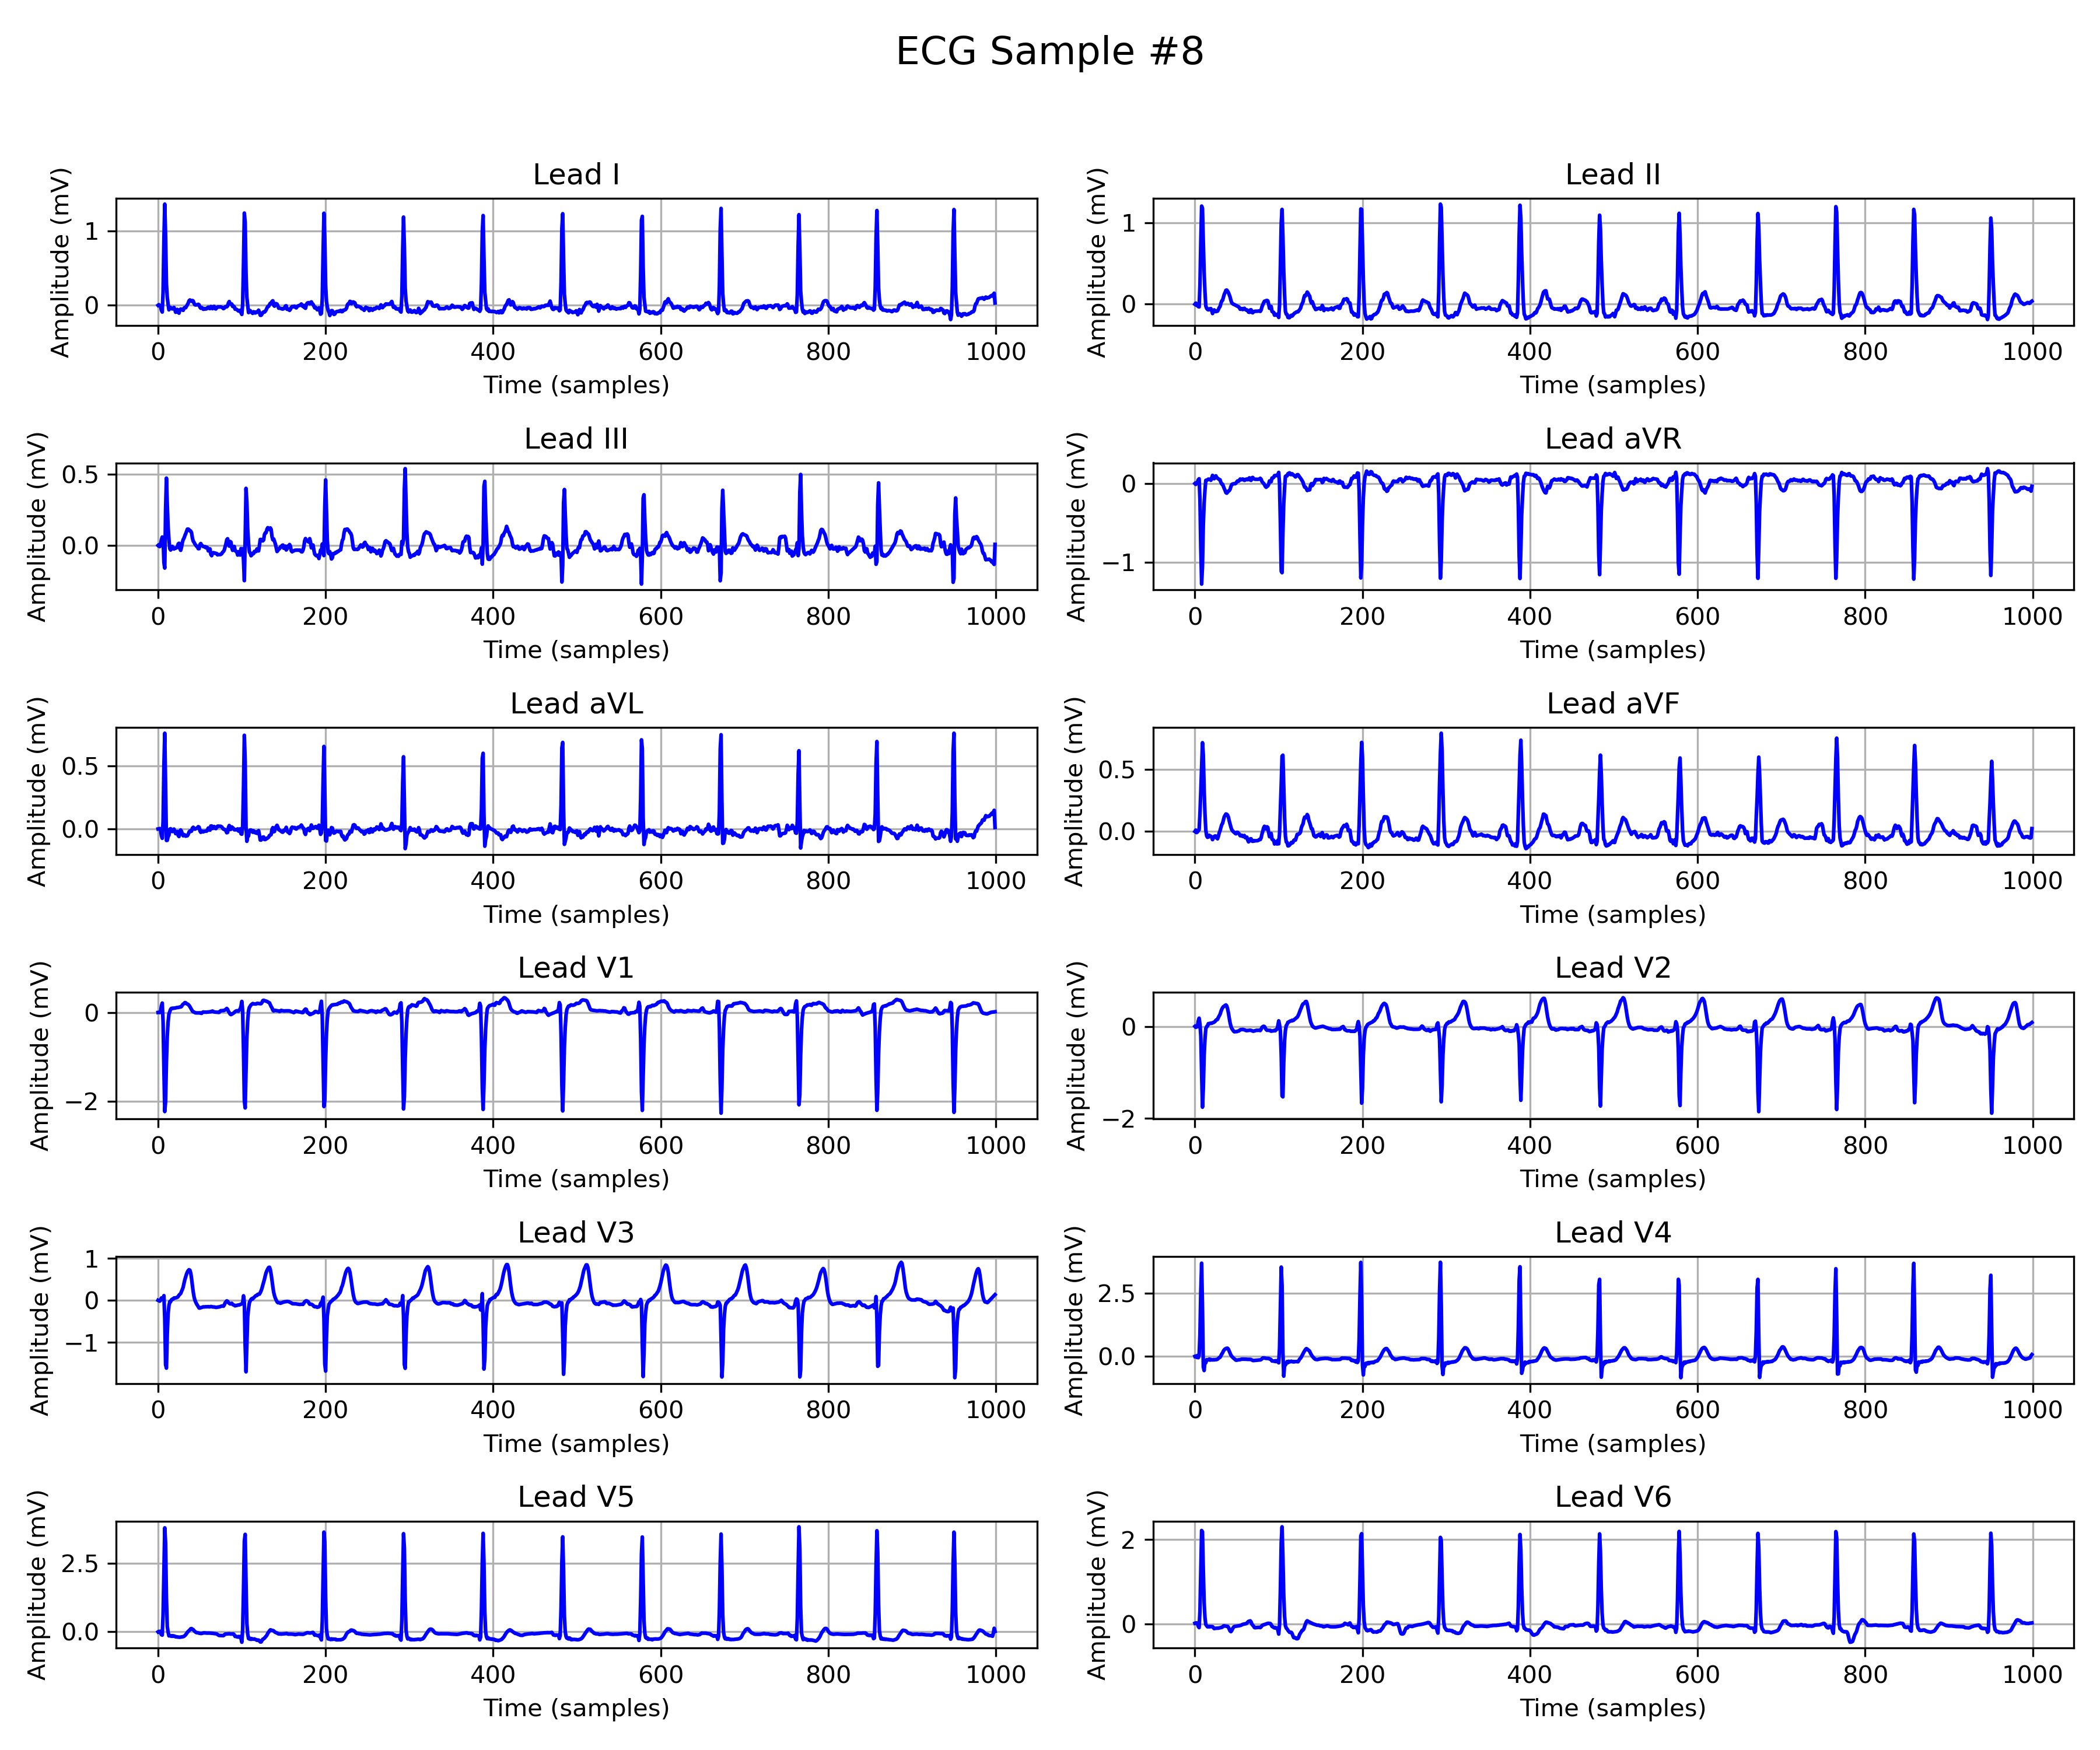 ECG Sample #8
Lead I
Amplitude (mV)
1
0
0 200 400 600 800 1000
Time (samples)
Lead II
Amplitude (mV)
1
0
0 200 400 600 800 1000
Time (samples)
Lead III
Amplitude (mV)
0.5
0.0
0 200 400 600 800 1000
Time (samples)
Lead aVR
Amplitude (mV)
0
−1
0 200 400 600 800 1000
Time (samples)
Lead aVL
Amplitude (mV)
0.5
0.0
0 200 400 600 800 1000
Time (samples)
Lead aVF
Amplitude (mV)
0.5
0.0
0 200 400 600 800 1000
Time (samples)
Lead V1
Amplitude (mV)
0
−2
0 200 400 600 800 1000
Time (samples)
Lead V2
Amplitude (mV)
0
−2
0 200 400 600 800 1000
Time (samples)
Lead V3
Amplitude (mV)
1
0
−1
0 200 400 600 800 1000
Time (samples)
Lead V4
Amplitude (mV)
2.5
0.0
0 200 400 600 800 1000
Time (samples)
Lead V5
Amplitude (mV)
2.5
0.0
0 200 400 600 800 1000
Time (samples)
Lead V6
Amplitude (mV)
2
0
0 200 400 600 800 1000
Time (samples)